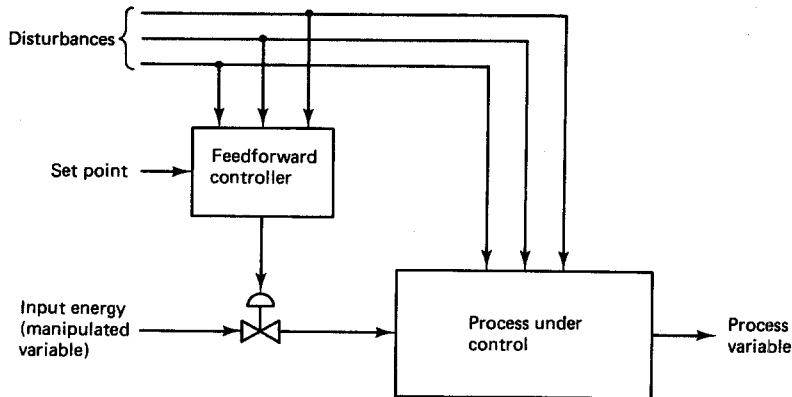 Disturbances
Feedforward
controller
Set point
Input energy
(manipulated
variable)
Process under
control
Process
variable